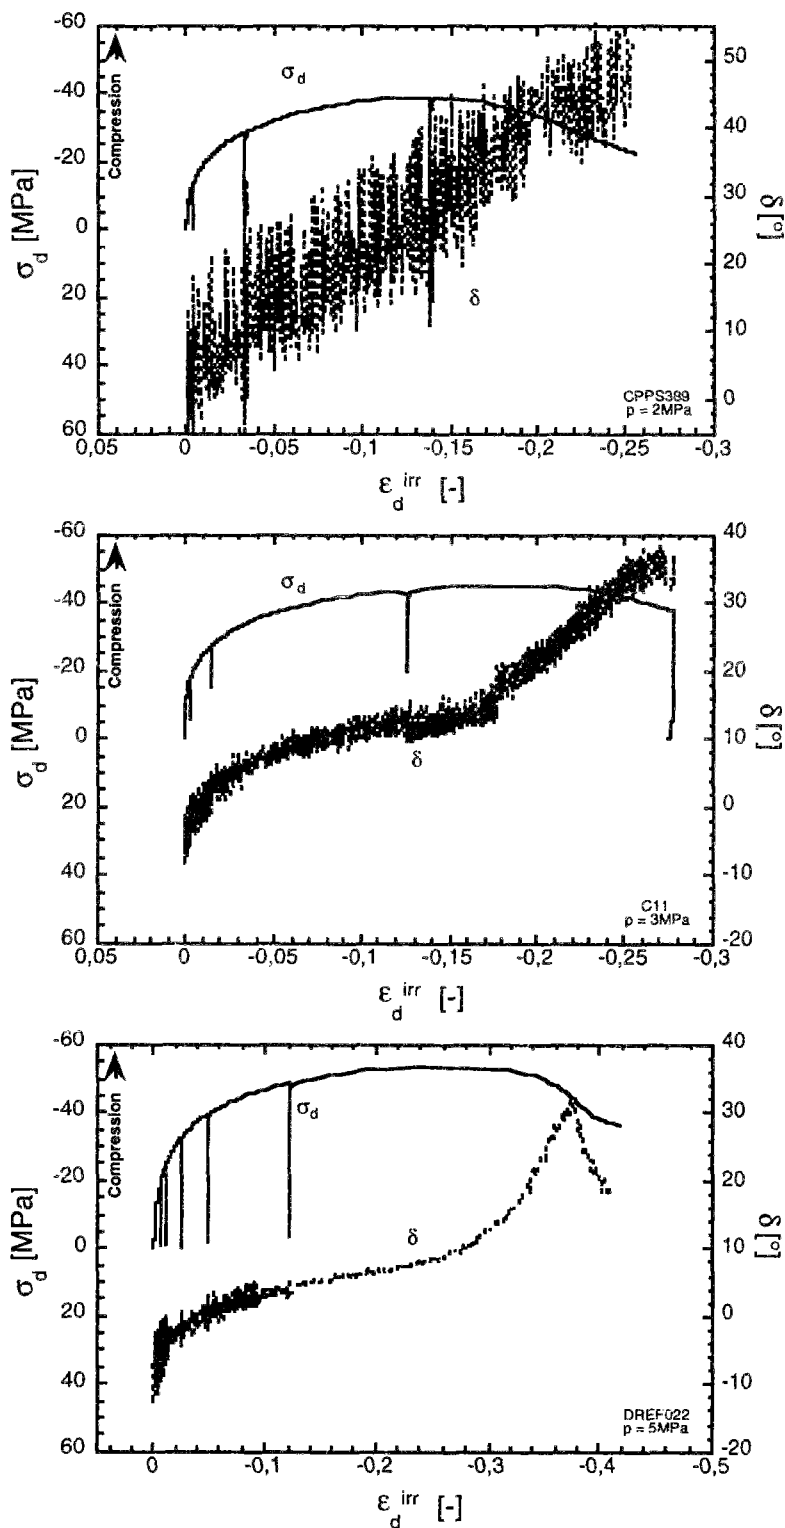 -60
-40
-20
0
20
40
60
σd [MPa]
Compression
σd
δ
50
40
30
20
10
0
δ [°]
CPPS389
p = 2MPa
0,05 0 -0,05 -0,1 -0,15 -0,2 -0,25 -0,3
εd irr [-]
-60
-40
-20
0
20
40
60
σd [MPa]
Compression
σd
δ
40
30
20
10
0
-10
-20
δ [°]
C11
p = 3MPa
0,05 0 -0,05 -0,1 -0,15 -0,2 -0,25 -0,3
εd irr [-]
-60
-40
-20
0
20
40
60
σd [MPa]
Compression
σd
δ
40
30
20
10
0
-10
-20
δ [°]
DREF022
p = 5MPa
0 -0,1 -0,2 -0,3 -0,4 -0,5
εd irr [-]